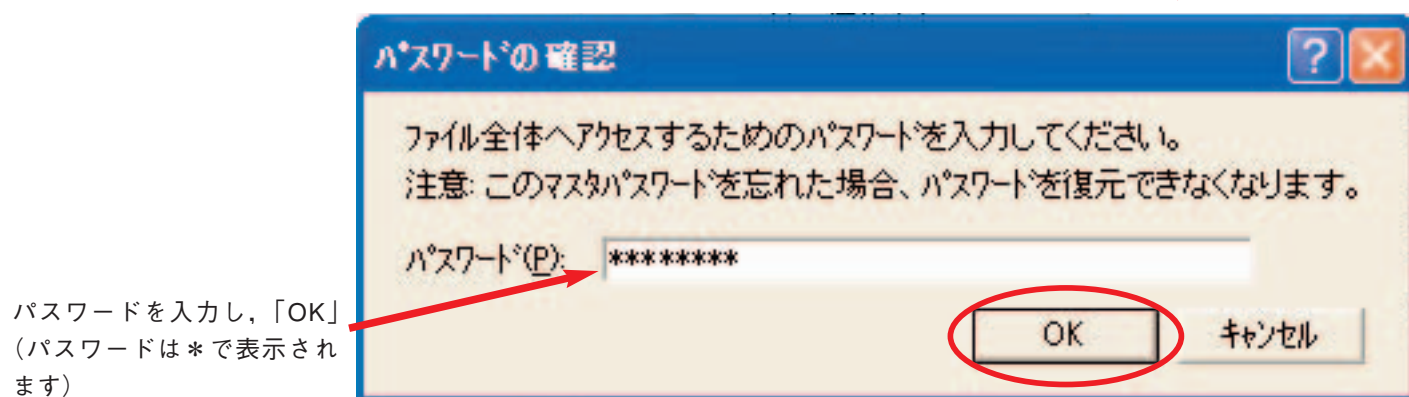 パスワードの確認
ファイル全体へアクセスするためのパスワードを入力してください。
注意: このマスタパスワードを忘れた場合、パスワードを復元できなくなります。
パスワード(P): ********
パスワードを入力し,「OK」
(パスワードは*で表示され
ます)
OK キャンセル